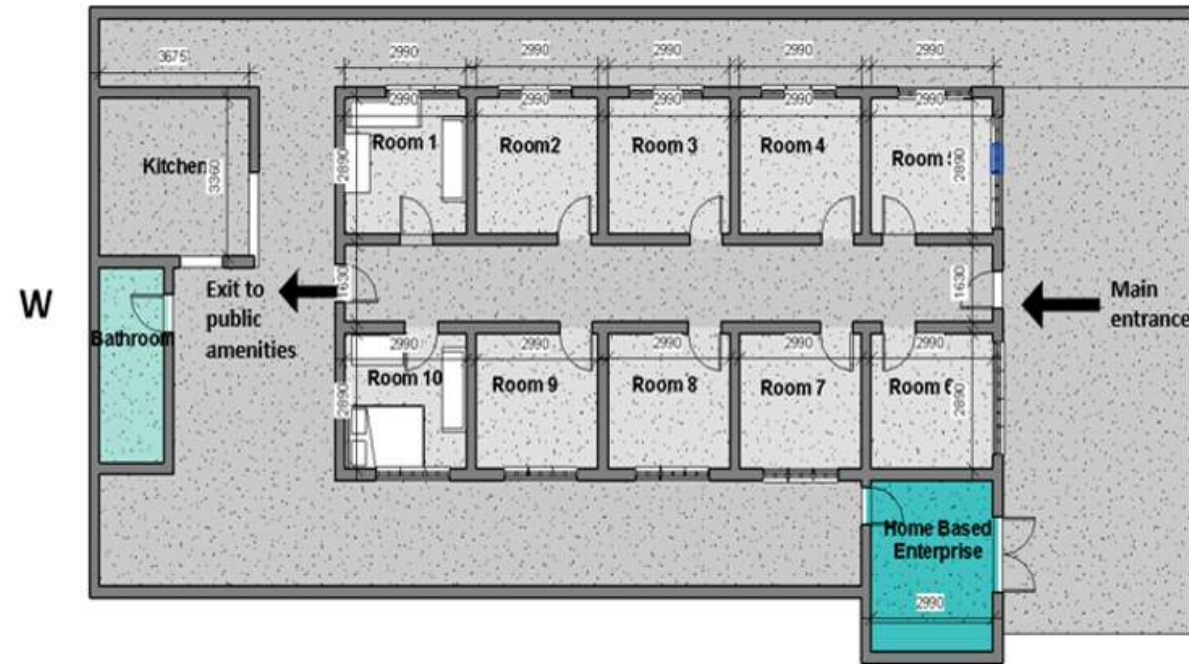 3675
2990
2990
2990
2990
2990
2990
2990
2990
2990
2990
Room 1
Room2
Room 3
Room 4
Room 5
Kitchen
3360
2890
2890
W
Exit to
public
amenities
1630
1630
Main
entrance
Bathroom
2990
2990
2990
2990
2990
Room 10
Room 9
Room 8
Room 7
Room 6
2890
2890
Home Based
Enterprise
2990